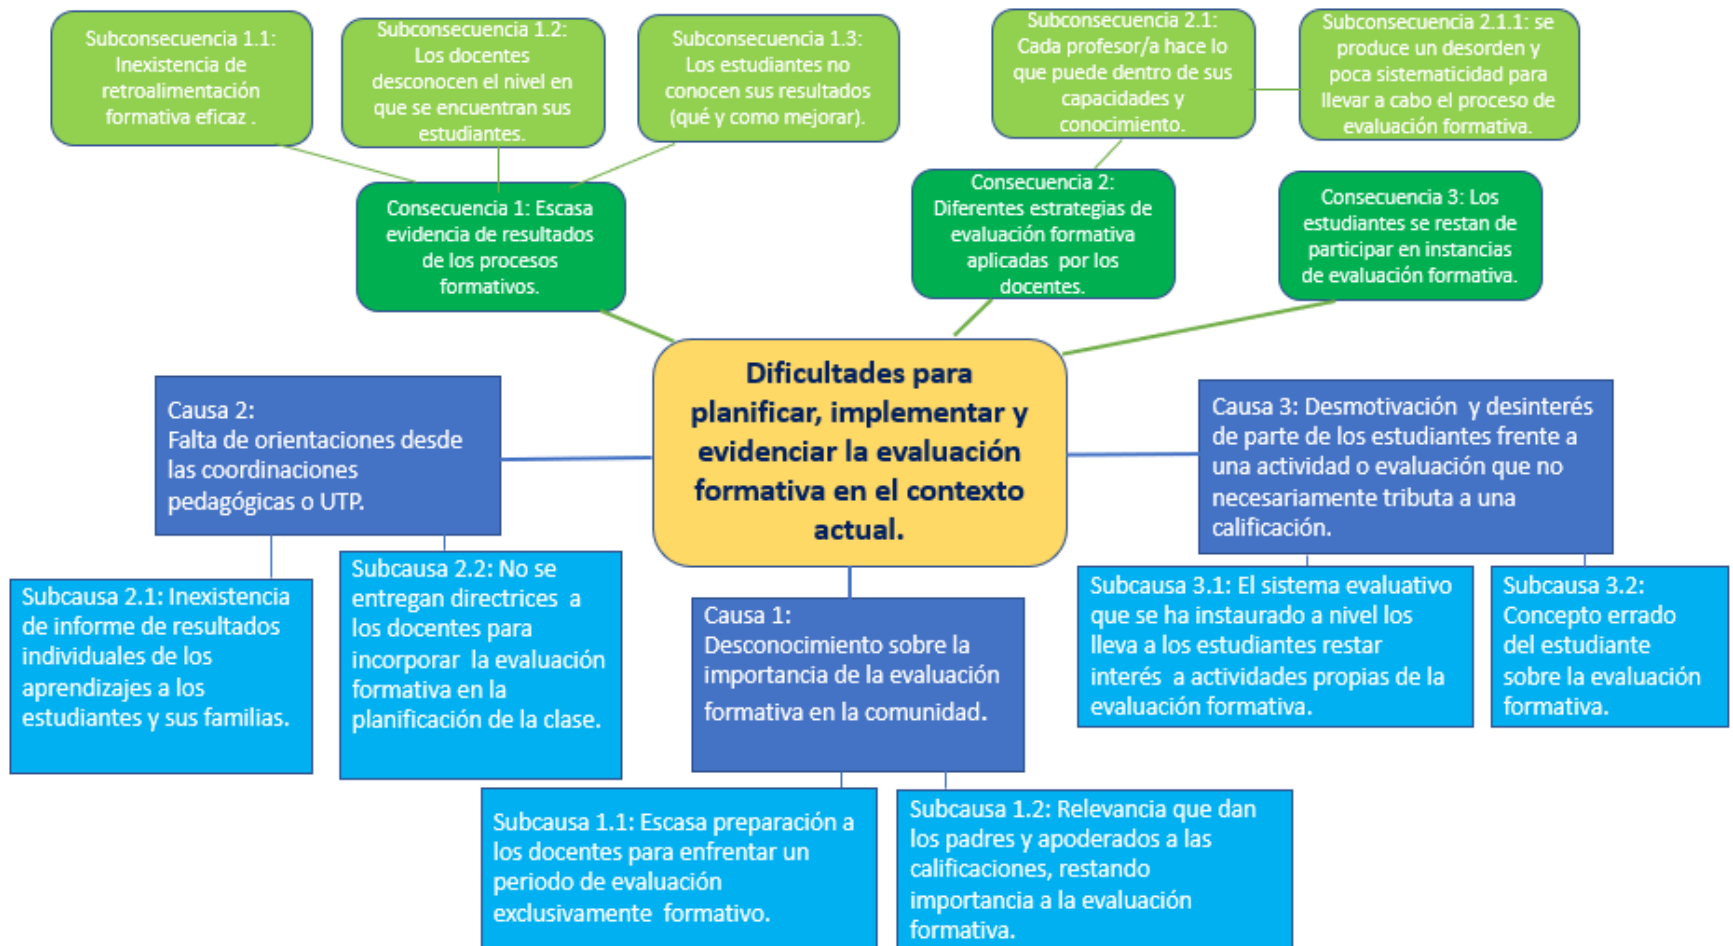 Subconsecuencia 1.1:
Inexistencia de
retroalimentación
formativa eficaz .
Subconsecuencia 1.2:
Los docentes
desconocen el nivel en
que se encuentran sus
estudiantes.
Subconsecuencia 1.3:
Los estudiantes no
conocen sus resultados
(qué y como mejorar).
Subconsecuencia 2.1:
Cada profesor/a hace lo
que puede dentro de sus
capacidades y
conocimiento.
Subconsecuencia 2.1.1: se
produce un desorden y
poca sistematicidad para
llevar a cabo el proceso de
evaluación formativa.
Consecuencia 1: Escasa
evidencia de resultados
de los procesos
formativos.
Consecuencia 2:
Diferentes estrategias de
evaluación formativa
aplicadas por los
docentes.
Consecuencia 3: Los
estudiantes se restan de
participar en instancias
de evaluación formativa.
Dificultades para
planificar, implementar y
evidenciar la evaluación
formativa en el contexto
actual.
Causa 2:
Falta de orientaciones desde
las coordinaciones
pedagógicas o UTP.
Causa 3: Desmotivación y desinterés
de parte de los estudiantes frente a
una actividad o evaluación que no
necesariamente tributa a una
calificación.
Subcausa 2.1: Inexistencia
de informe de resultados
individuales de los
aprendizajes a los
estudiantes y sus familias.
Subcausa 2.2: No se
entregan directrices a
los docentes para
incorporar la evaluación
formativa en la
planificación de la clase.
Causa 1:
Desconocimiento sobre la
importancia de la evaluación
formativa en la comunidad.
Subcausa 3.1: El sistema evaluativo
que se ha instaurado a nivel los
lleva a los estudiantes restar
interés a actividades propias de la
evaluación formativa.
Subcausa 3.2:
Concepto errado
del estudiante
sobre la evaluación
formativa.
Subcausa 1.1: Escasa preparación a
los docentes para enfrentar un
periodo de evaluación
exclusivamente formativo.
Subcausa 1.2: Relevancia que dan
los padres y apoderados a las
calificaciones, restando
importancia a la evaluación
formativa.